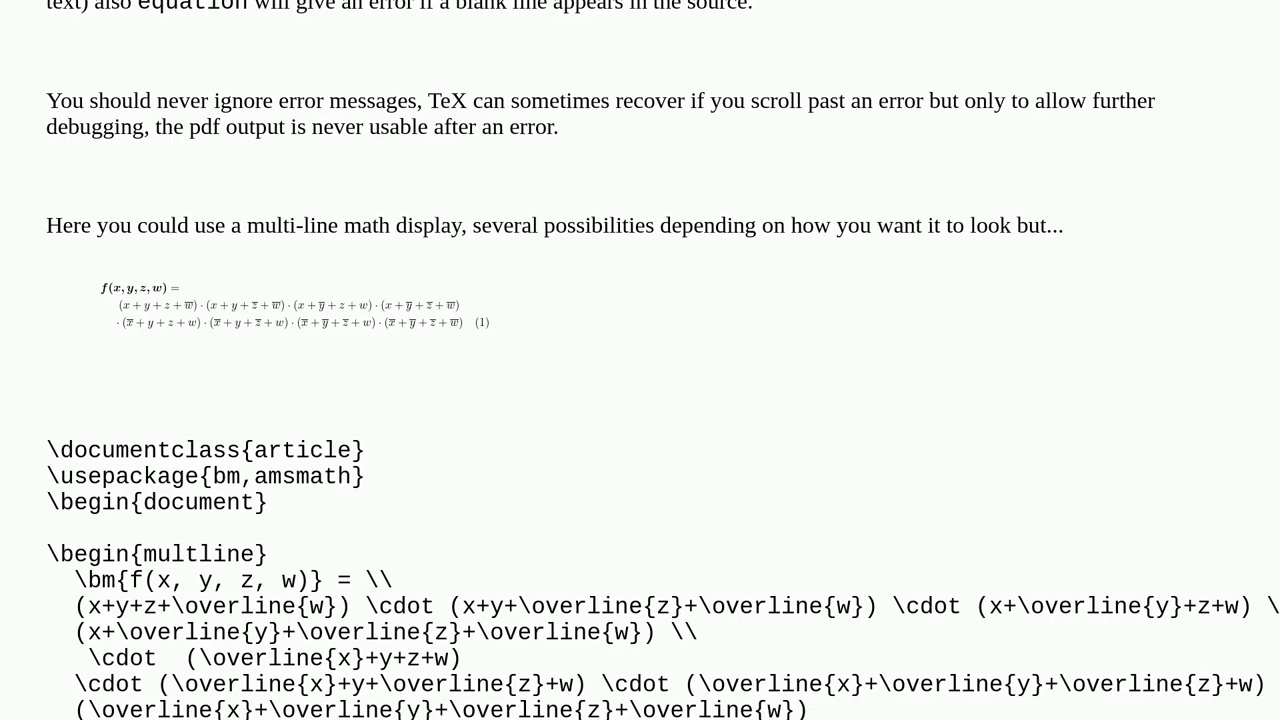 text) also equation will give an error if a blank line appears in the source.
You should never ignore error messages, TeX can sometimes recover if you scroll past an error but only to allow further
debugging, the pdf output is never usable after an error.
Here you could use a multi-line math display, several possibilities depending on how you want it to look but...
f(x, y, z, w) =
(x + y + z + w̅) · (x + y + z̅ + w̅) · (x + y̅ + z + w) · (x + y̅ + z̅ + w̅)
· (x̅ + y + z + w) · (x̅ + y + z̅ + w) · (x̅ + y̅ + z̅ + w) · (x̅ + y̅ + z̅ + w̅) (1)
\documentclass{article}
\usepackage{bm,amsmath}
\begin{document}
\begin{multline}
\bm{f(x, y, z, w)} = \\
(x+y+z+\overline{w}) \cdot (x+y+\overline{z}+\overline{w}) \cdot (x+\overline{y}+z+w) \
(x+\overline{y}+\overline{z}+\overline{w}) \\
\cdot  (\overline{x}+y+z+w)
\cdot (\overline{x}+y+\overline{z}+w) \cdot (\overline{x}+\overline{y}+\overline{z}+w)
(\overline{x}+\overline{y}+\overline{z}+\overline{w})